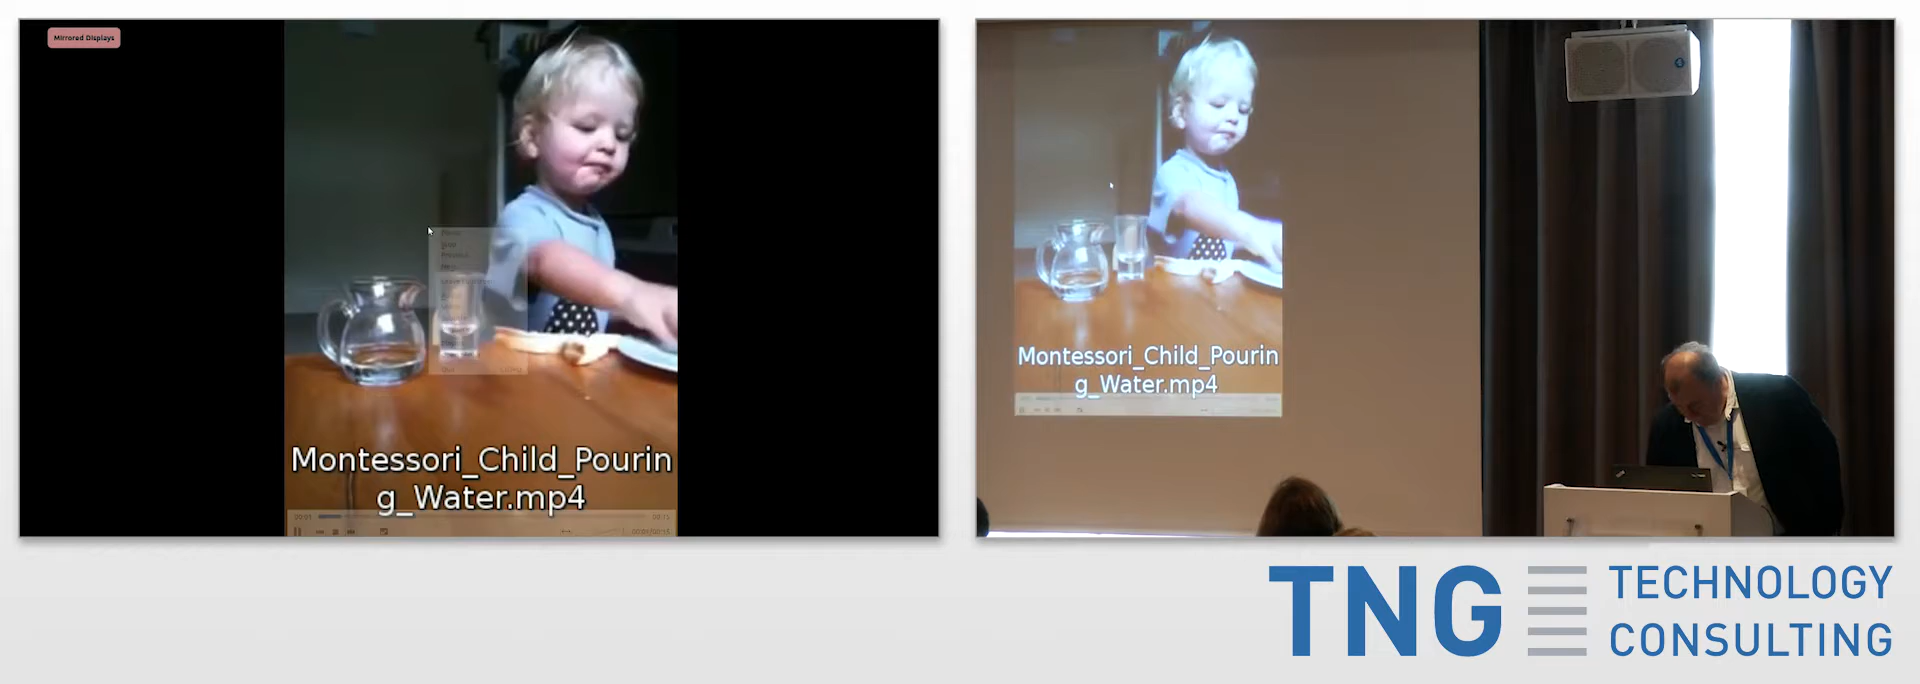 Mirrored Displays
Montessori_Child_Pourin
g_Water.mp4
Montessori_Child_Pourin
g_Water.mp4
TNG TECHNOLOGY
CONSULTING